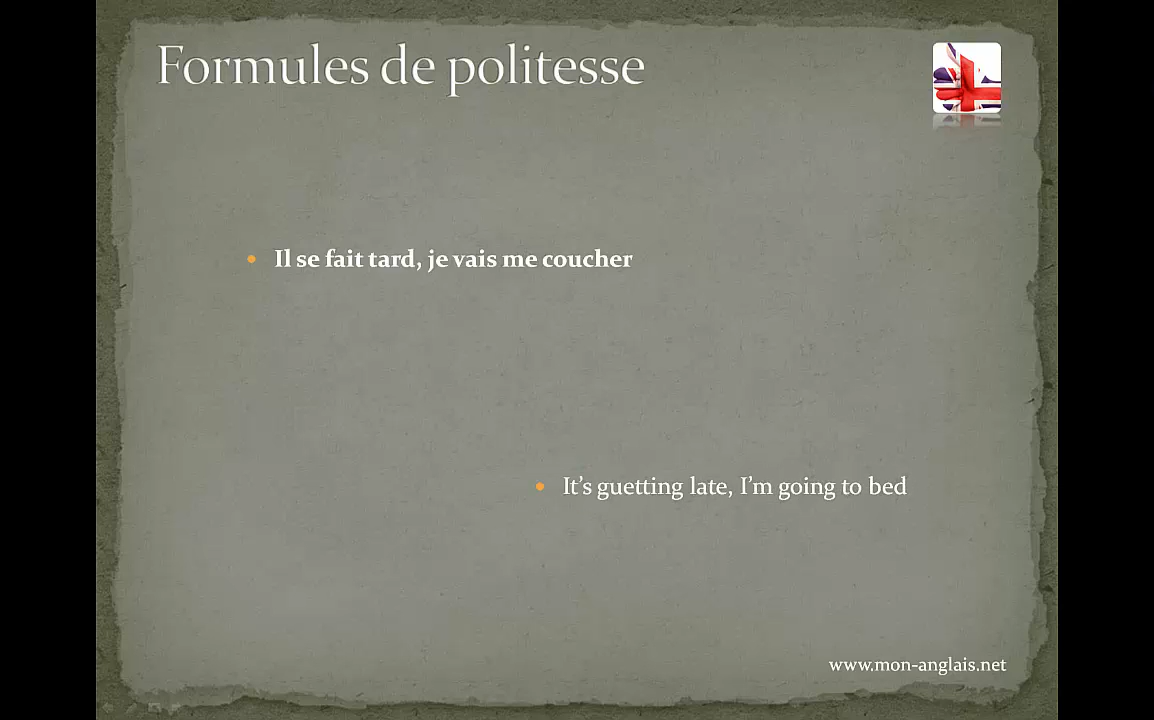 Formules de politesse
Il se fait tard, je vais me coucher
It's guetting late, I'm going to bed
www.mon-anglais.net